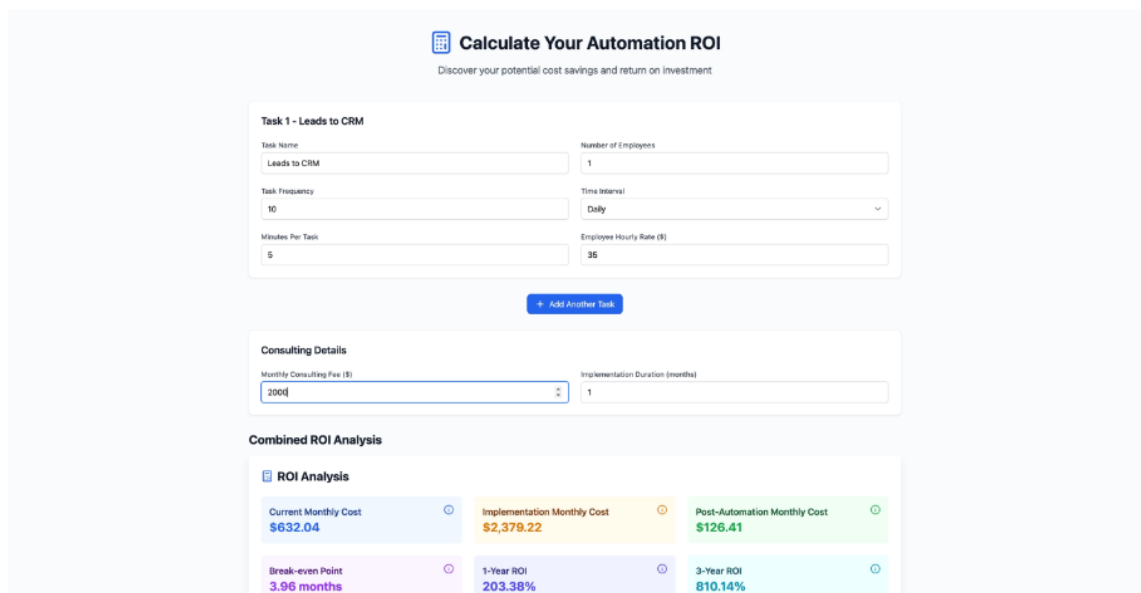 Calculate Your Automation ROI
Discover your potential cost savings and return on investment
Task 1 - Leads to CRM
Task Name
Number of Employees
Leads to CRM
1
Task Frequency
Time Interval
10
Daily
Minutes Per Task
Employee Hourly Rate ($)
5
35
+ Add Another Task
Consulting Details
Monthly Consulting Fee ($)
Implementation Duration (months)
2000
1
Combined ROI Analysis
ROI Analysis
Current Monthly Cost
Implementation Monthly Cost
Post-Automation Monthly Cost
$632.04
$2,379.22
$126.41
Break-even Point
1-Year ROI
3-Year ROI
3.96 months
203.38%
810.14%